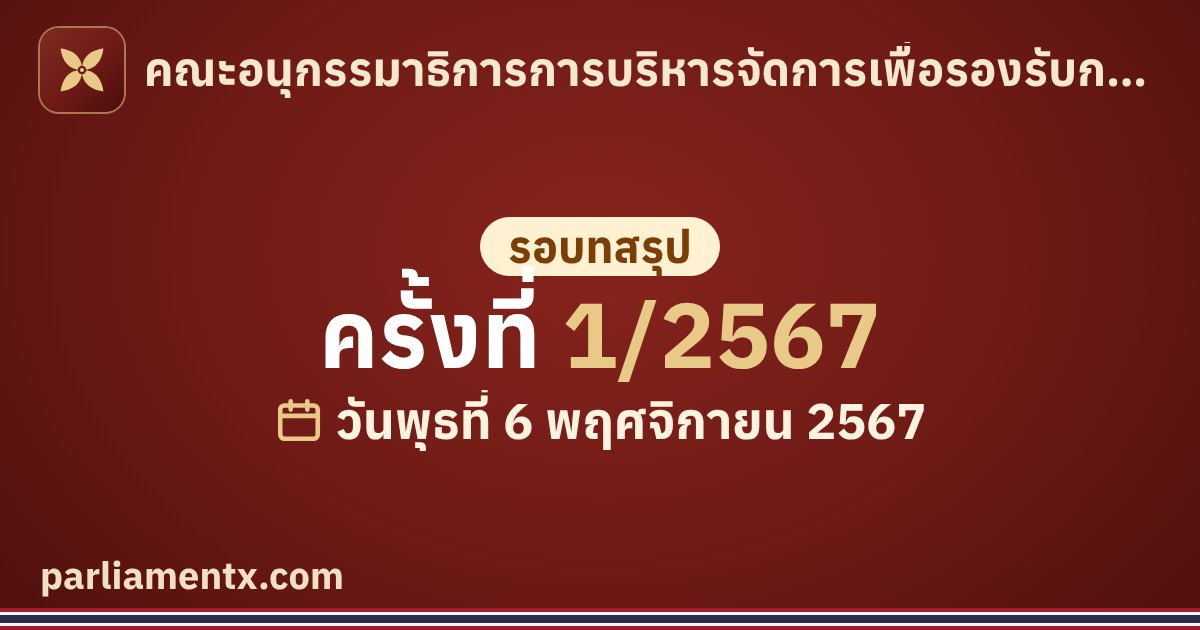 คณะอนุกรรมาธิการการบริหารจัดการเพื่อรองรับก...
รอบทสรุป
ครั้งที่ 1/2567
วันพุธที่ 6 พฤศจิกายน 2567
parliamentx.com